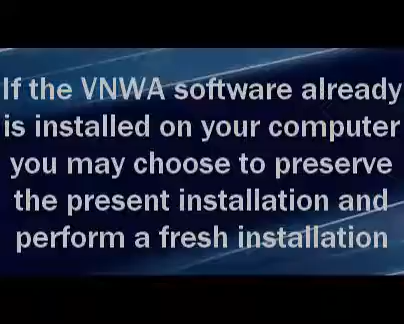 If the VNWA software already
is installed on your computer
you may choose to preserve
the present installation and
perform a fresh installation